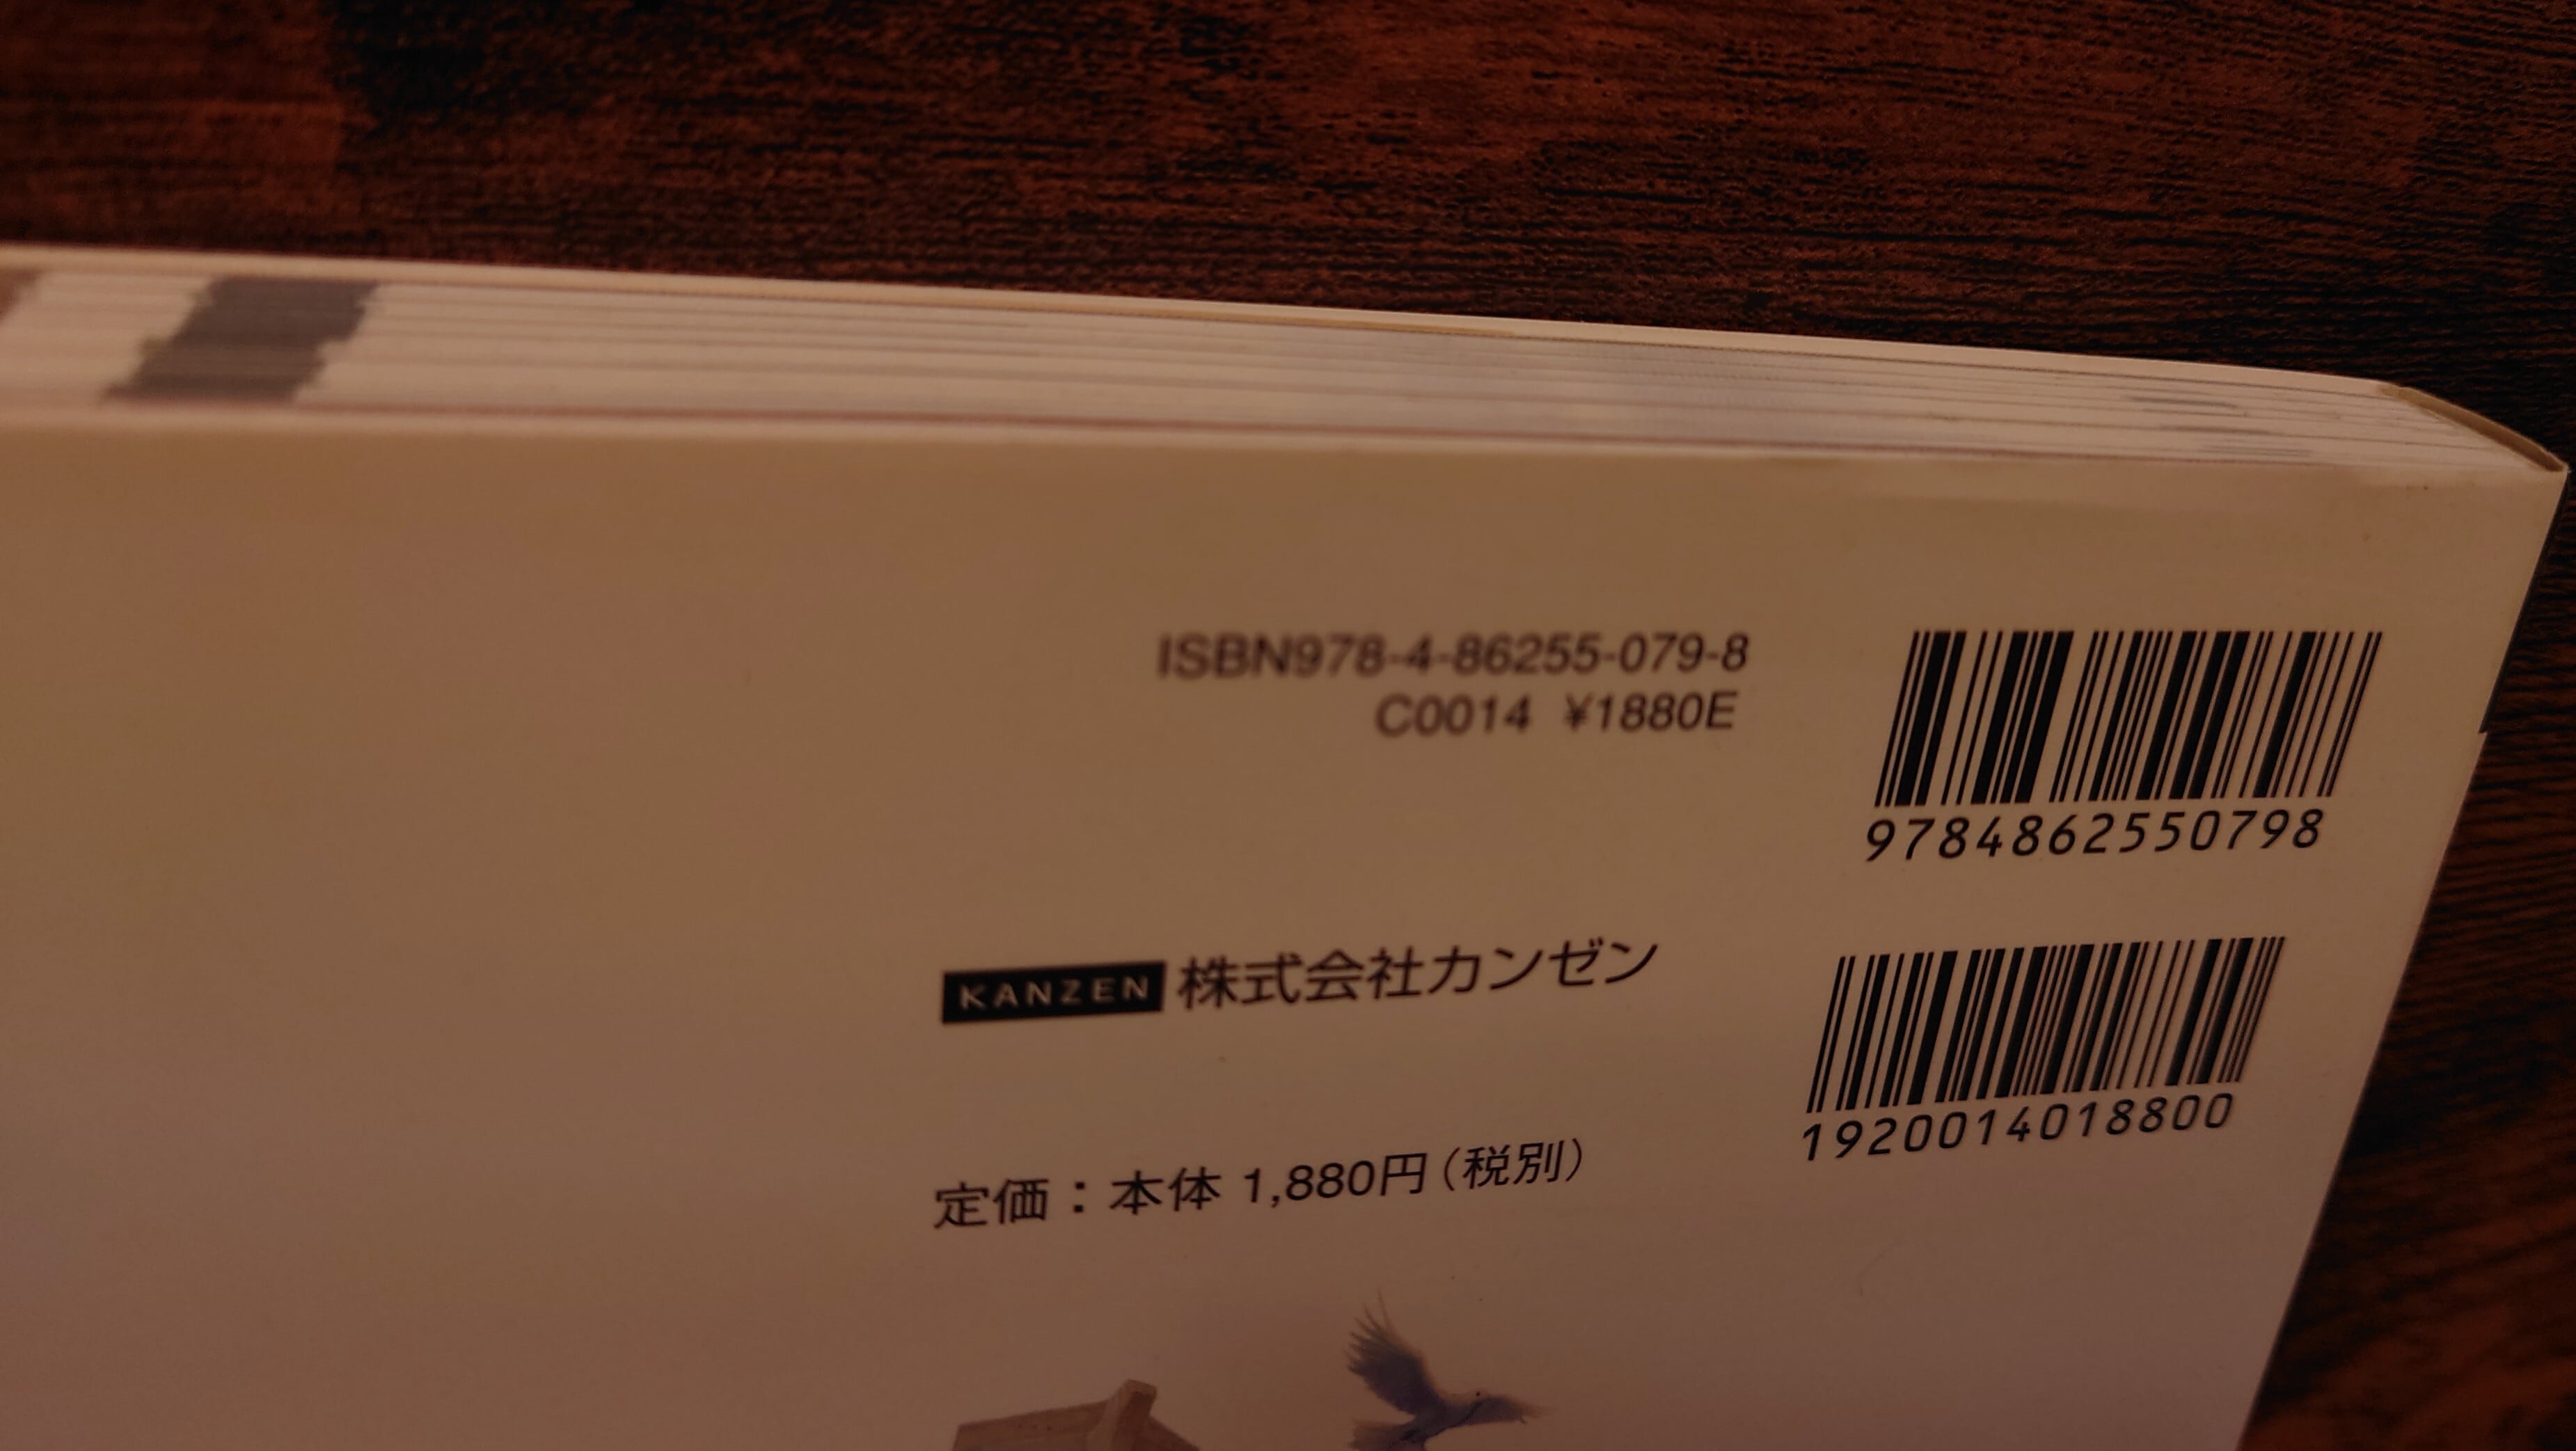 ISBN978-4-86255-079-8
C0014 ¥1880E
9784862550798
KANZEN 株式会社カンゼン
1920014018800
定価：本体 1,880円（税別）